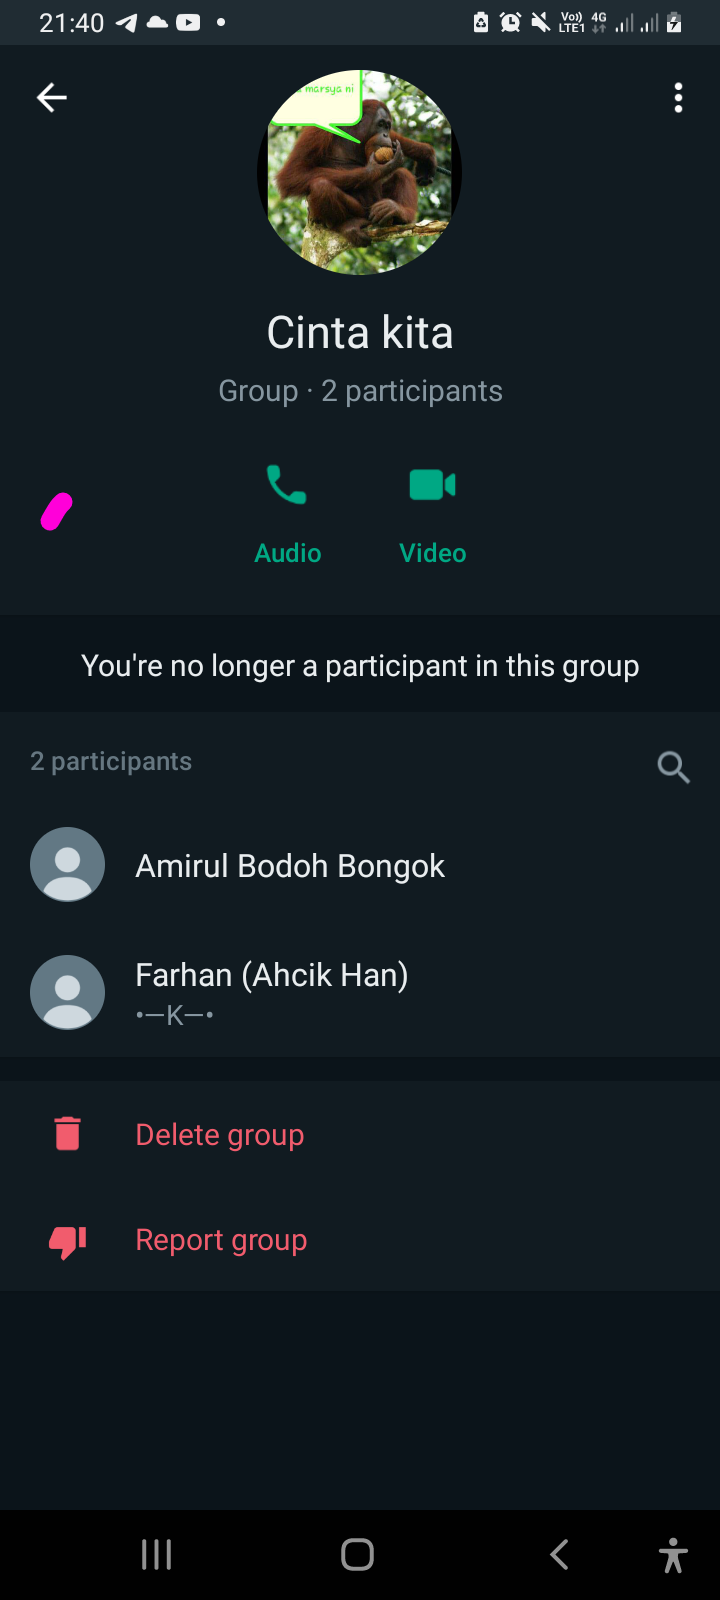 21:40
Vo)) 4G
LTE1
marsya ni
Cinta kita
Group · 2 participants
Audio Video
You're no longer a participant in this group
2 participants
Amirul Bodoh Bongok
Farhan (Ahcik Han)
•—K—•
Delete group
Report group